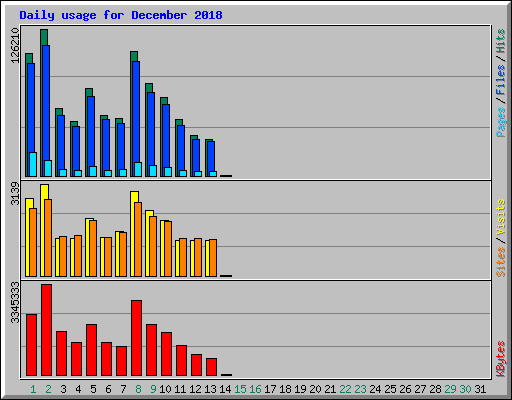 Daily usage for December 2018
126210
Pages / Files / Hits
3139
Sites / Visits
3345333
KBytes
1 2 3 4 5 6 7 8 9 10 11 12 13 14 15 16 17 18 19 20 21 22 23 24 25 26 27 28 29 30 31